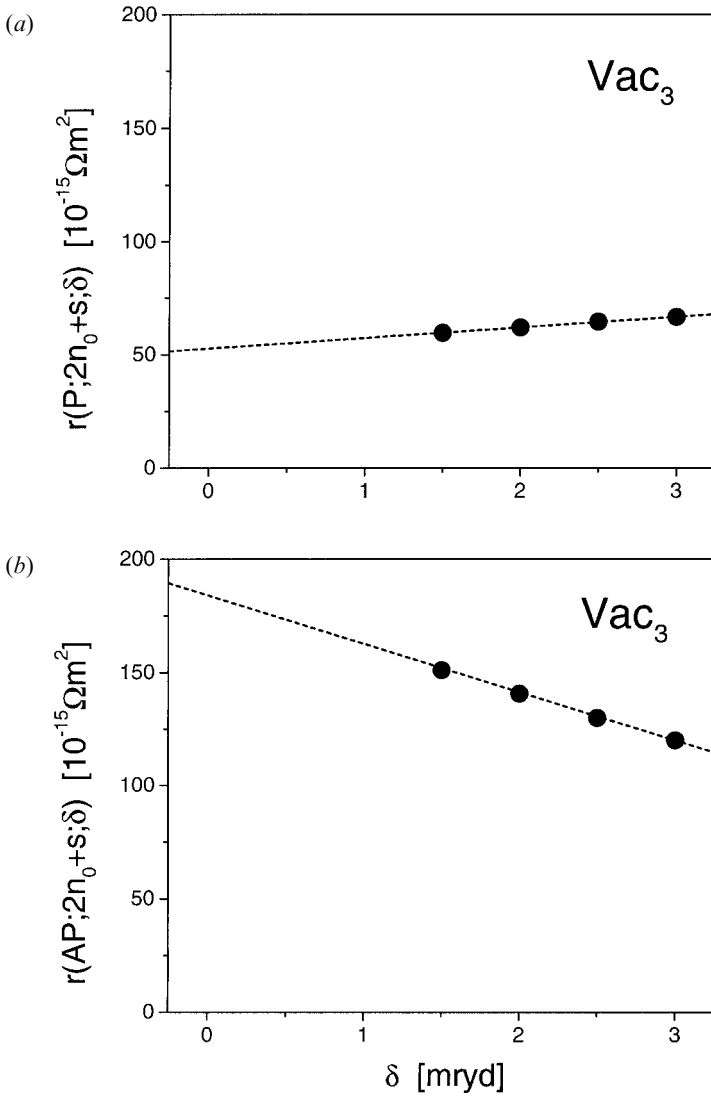 (a)
200
150
100
50
0
r(P;2n₀+s;δ) [10⁻¹⁵Ωm²]
Vac₃
0 1 2 3
(b)
200
150
100
50
0
r(AP;2n₀+s;δ) [10⁻¹⁵Ωm²]
Vac₃
0 1 2 3
δ [mryd]